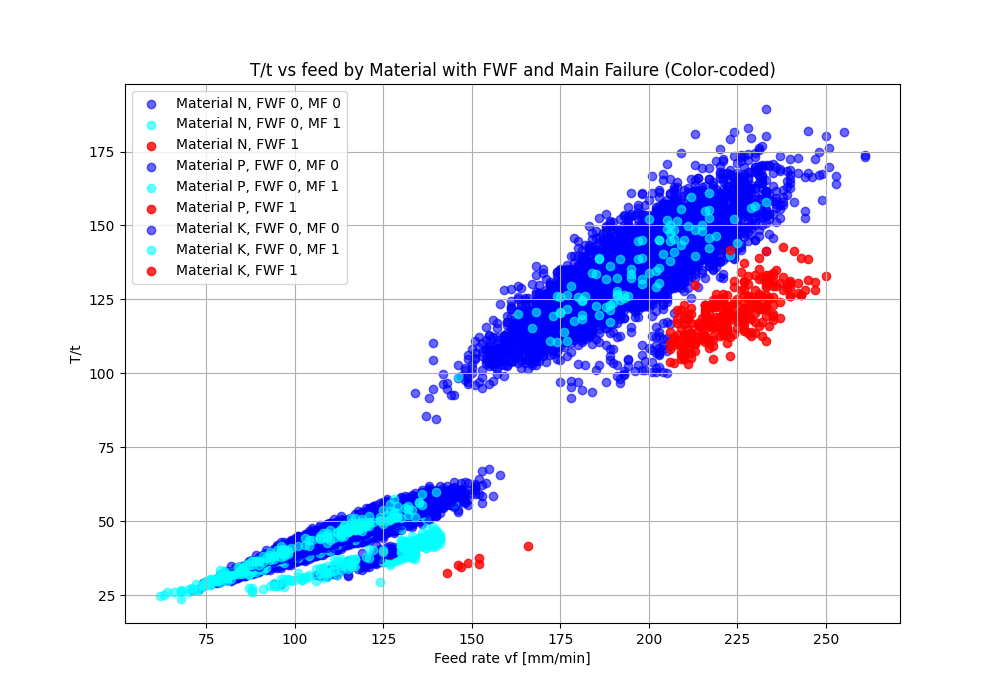 T/t vs feed by Material with FWF and Main Failure (Color-coded)
Material N, FWF 0, MF 0
Material N, FWF 0, MF 1
Material N, FWF 1
Material P, FWF 0, MF 0
Material P, FWF 0, MF 1
Material P, FWF 1
Material K, FWF 0, MF 0
Material K, FWF 0, MF 1
Material K, FWF 1
T/t
175
150
125
100
75
50
25
75 100 125 150 175 200 225 250
Feed rate vf [mm/min]